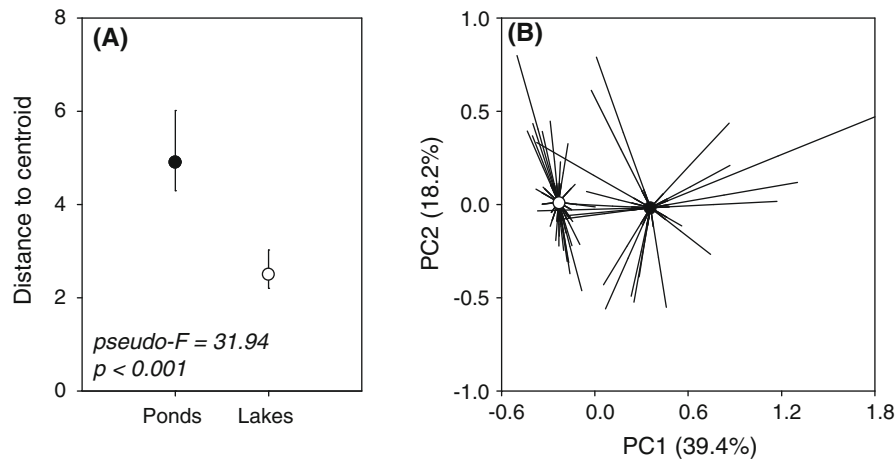 (A)
8
6
4
2
0
Distance to centroid
pseudo-F = 31.94
p < 0.001
Ponds Lakes
(B)
1.0
0.5
0.0
-0.5
-1.0
PC2 (18.2%)
-0.6 0.0 0.6 1.2 1.8
PC1 (39.4%)